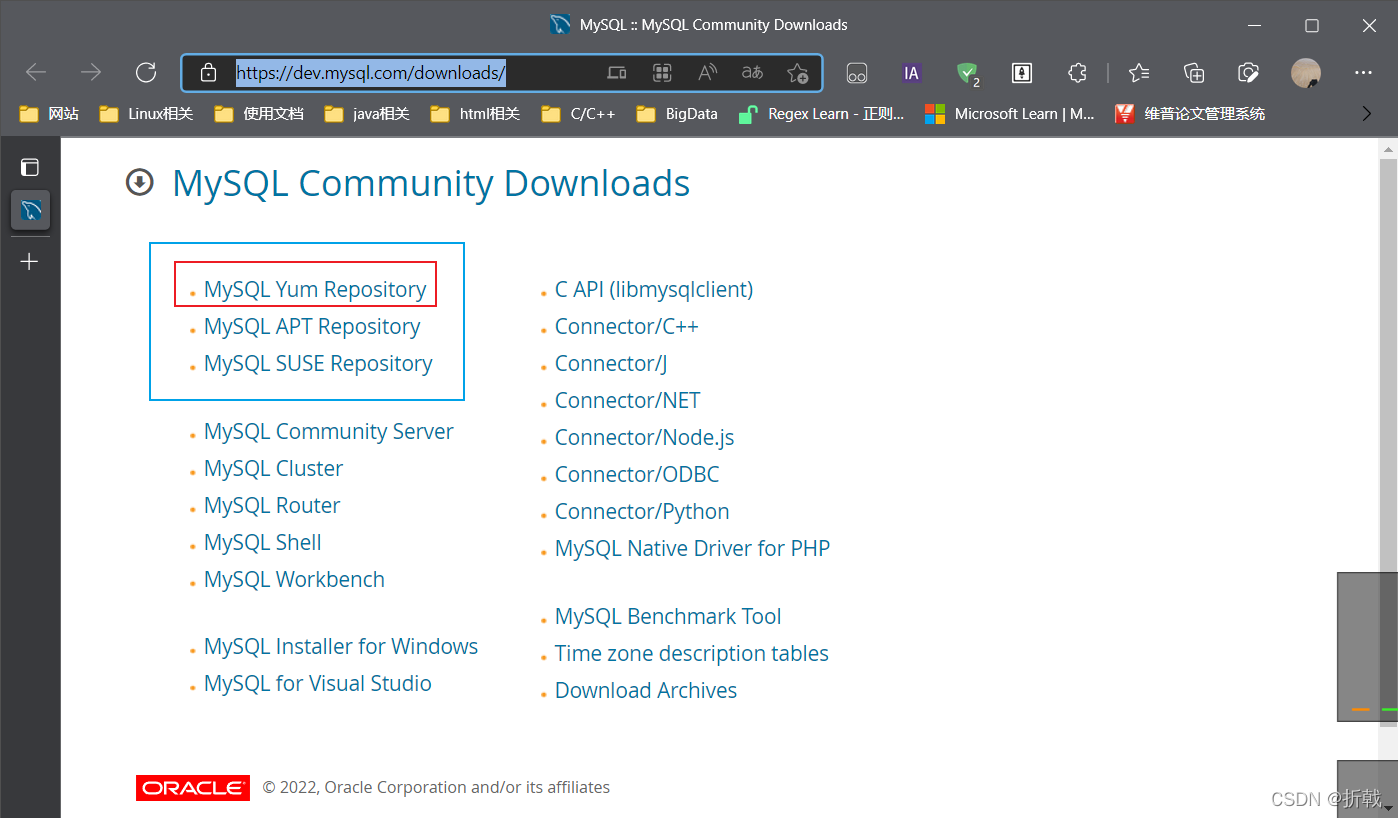 MySQL :: MySQL Community Downloads
https://dev.mysql.com/downloads/
A))
aあ
IA
2
网站
Linux相关
使用文档
java相关
html相关
C/C++
BigData
Regex Learn - 正则...
Microsoft Learn | M...
维普论文管理系统
MySQL Community Downloads
MySQL Yum Repository
MySQL APT Repository
MySQL SUSE Repository
MySQL Community Server
MySQL Cluster
MySQL Router
MySQL Shell
MySQL Workbench
MySQL Installer for Windows
MySQL for Visual Studio
C API (libmysqlclient)
Connector/C++
Connector/J
Connector/NET
Connector/Node.js
Connector/ODBC
Connector/Python
MySQL Native Driver for PHP
MySQL Benchmark Tool
Time zone description tables
Download Archives
ORACLE
© 2022, Oracle Corporation and/or its affiliates
CSDN @折戟